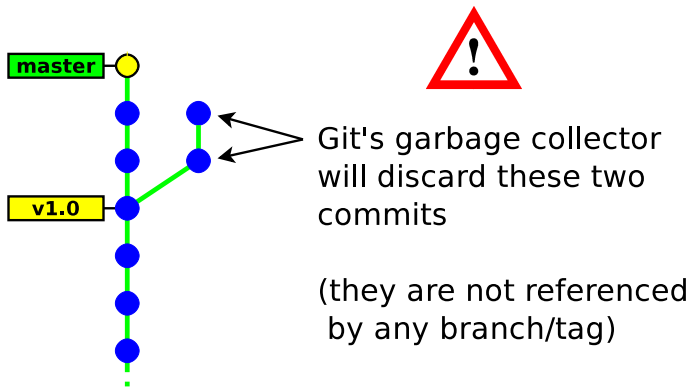 master
!
v1.0
Git's garbage collector
will discard these two
commits
(they are not referenced
by any branch/tag)